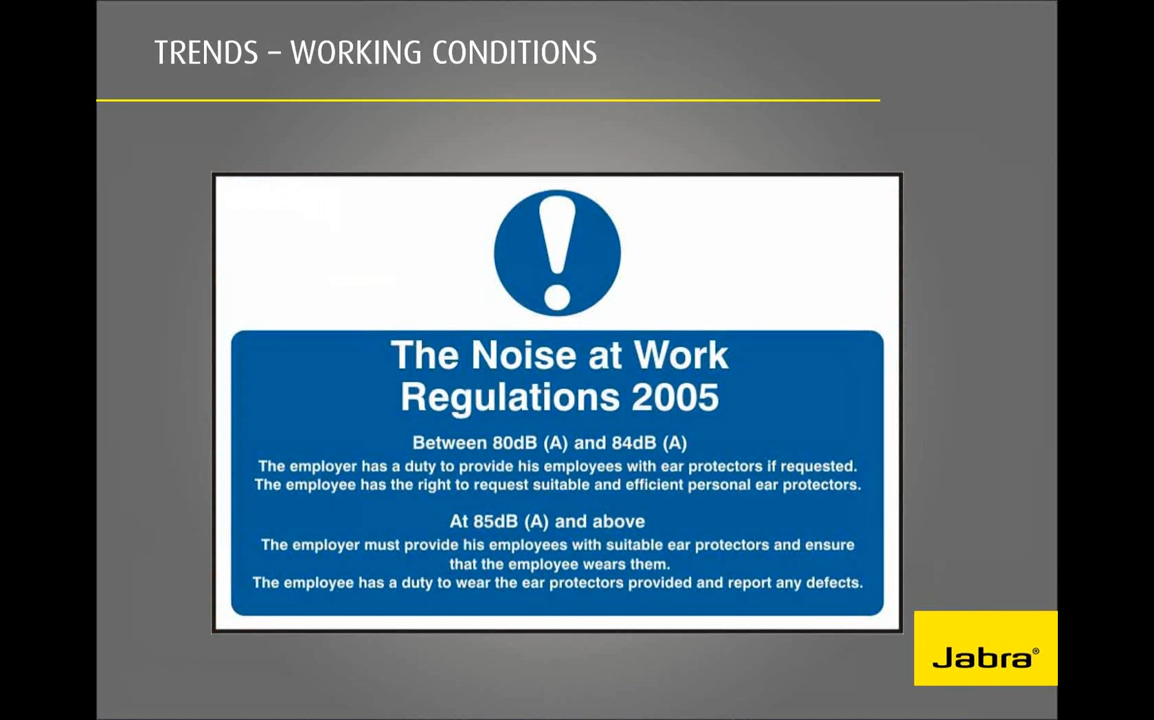 TRENDS – WORKING CONDITIONS
The Noise at Work
Regulations 2005
Between 80dB (A) and 84dB (A)
The employer has a duty to provide his employees with ear protectors if requested.
The employee has the right to request suitable and efficient personal ear protectors.
At 85dB (A) and above
The employer must provide his employees with suitable ear protectors and ensure
that the employee wears them.
The employee has a duty to wear the ear protectors provided and report any defects.
Jabra®